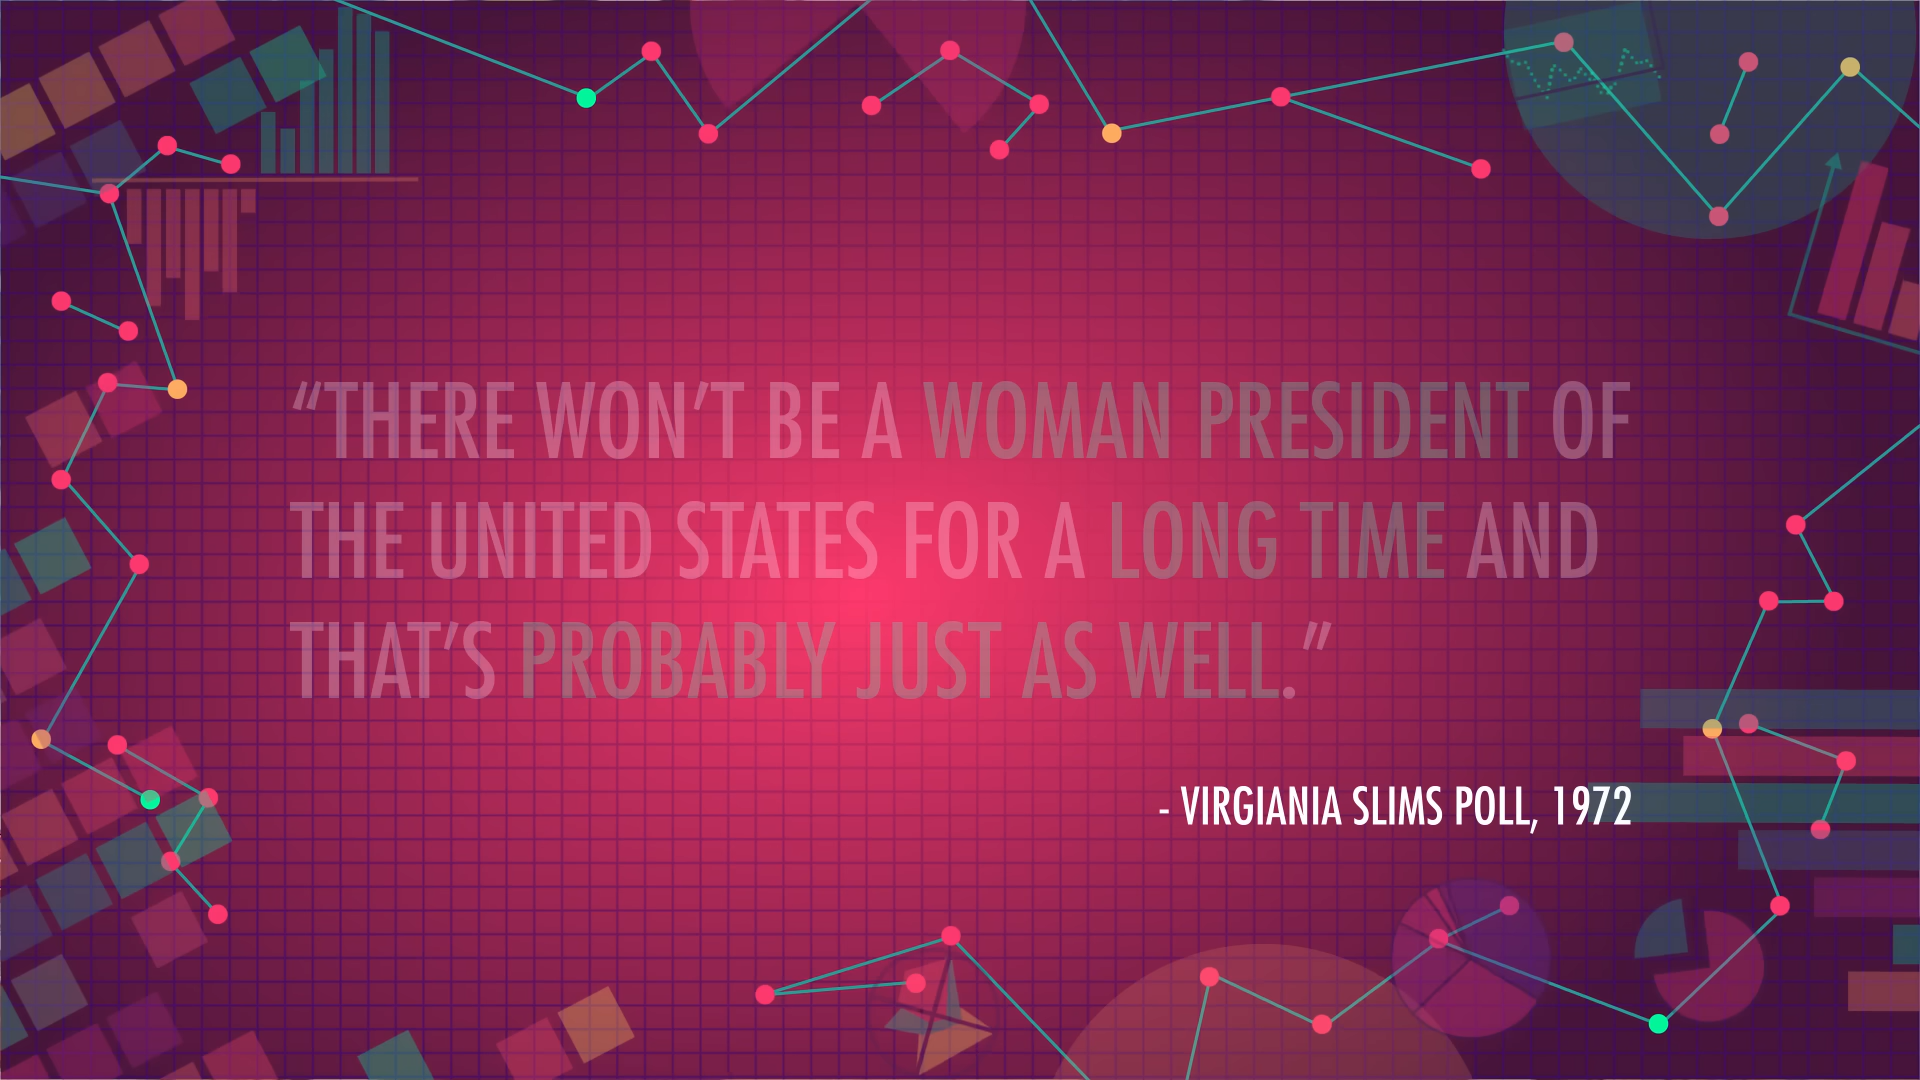 “THERE WON’T BE A WOMAN PRESIDENT OF
THE UNITED STATES FOR A LONG TIME AND
THAT’S PROBABLY JUST AS WELL.”
- VIRGIANIA SLIMS POLL, 1972